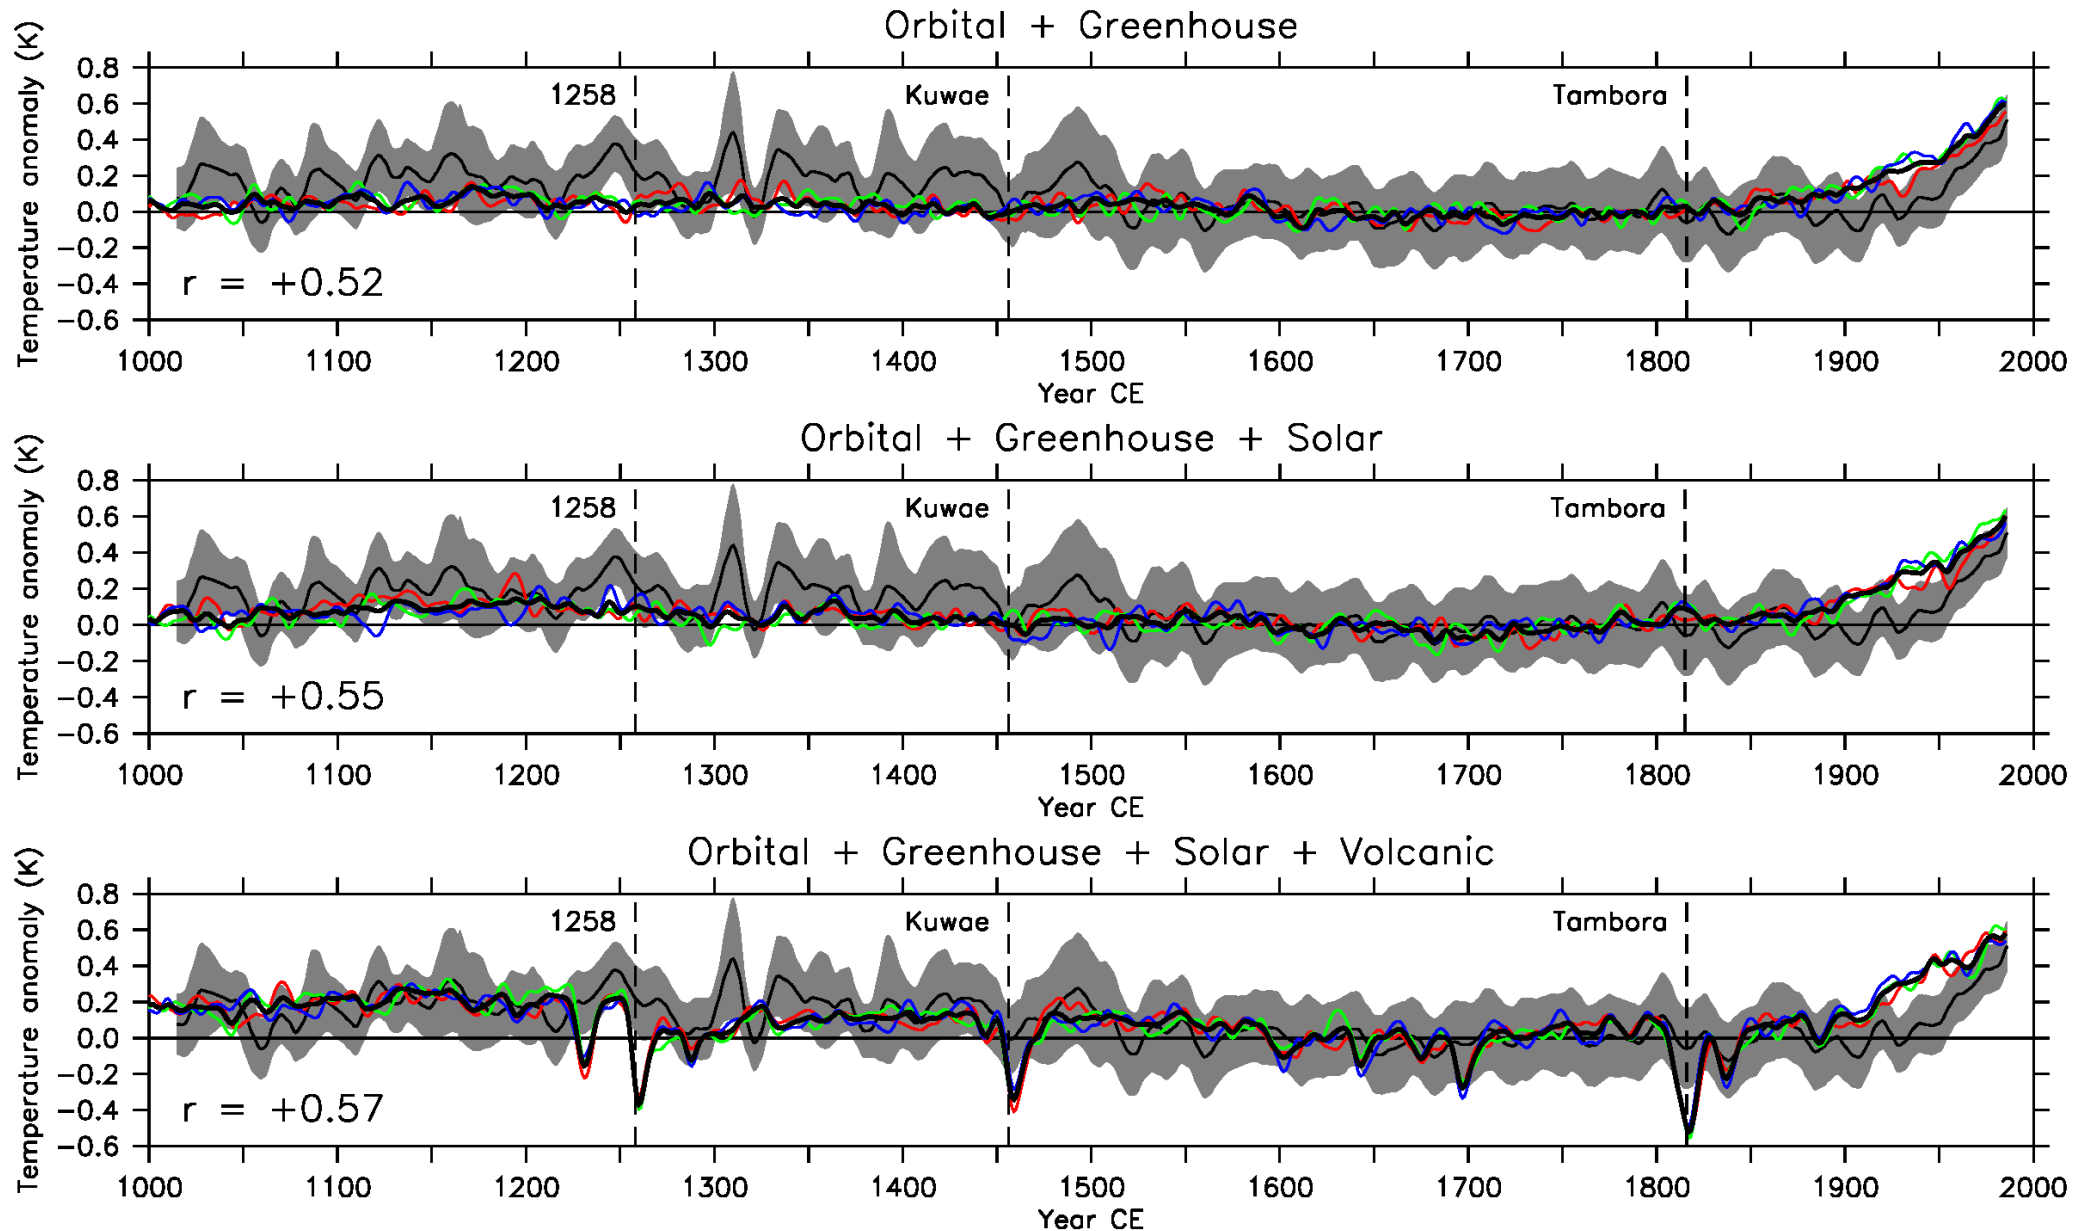 Orbital + Greenhouse
Temperature anomaly (K)
0.8
0.6
0.4
0.2
0.0
−0.2
−0.4
−0.6
1258
Kuwae
Tambora
r = +0.52
1000 1100 1200 1300 1400 1500 1600 1700 1800 1900 2000
Year CE
Orbital + Greenhouse + Solar
Temperature anomaly (K)
0.8
0.6
0.4
0.2
0.0
−0.2
−0.4
−0.6
1258
Kuwae
Tambora
r = +0.55
1000 1100 1200 1300 1400 1500 1600 1700 1800 1900 2000
Year CE
Orbital + Greenhouse + Solar + Volcanic
Temperature anomaly (K)
0.8
0.6
0.4
0.2
0.0
−0.2
−0.4
−0.6
1258
Kuwae
Tambora
r = +0.57
1000 1100 1200 1300 1400 1500 1600 1700 1800 1900 2000
Year CE